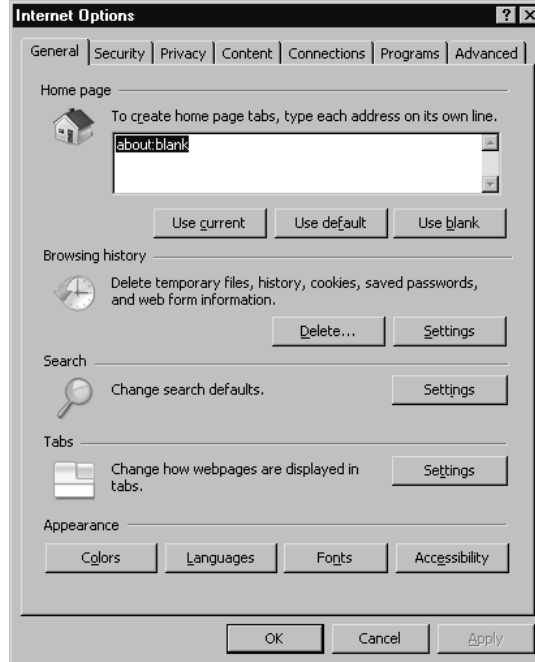 Internet Options
General Security Privacy Content Connections Programs Advanced
Home page
To create home page tabs, type each address on its own line.
about:blank
Use current Use default Use blank
Browsing history
Delete temporary files, history, cookies, saved passwords,
and web form information.
Delete... Settings
Search
Change search defaults.
Settings
Tabs
Change how webpages are displayed in
tabs.
Settings
Appearance
Colors Languages Fonts Accessibility
OK Cancel Apply